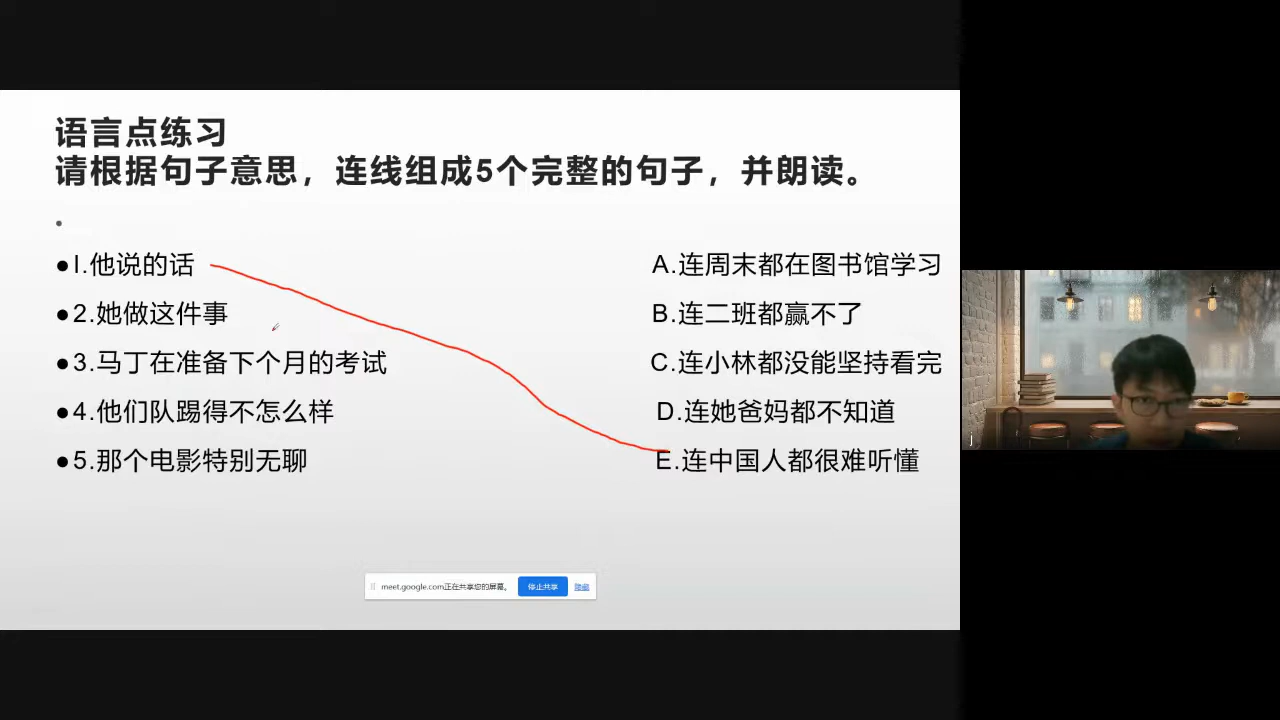 语言点练习
请根据句子意思，连线组成5个完整的句子，并朗读。
•
●1.他说的话
A.连周末都在图书馆学习
●2.她做这件事
B.连二班都赢不了
●3.马丁在准备下个月的考试
C.连小林都没能坚持看完
●4.他们队踢得不怎么样
D.连她爸妈都不知道
●5.那个电影特别无聊
E.连中国人都很难听懂
meet.google.com正在共享您的屏幕。 停止共享 隐藏
j